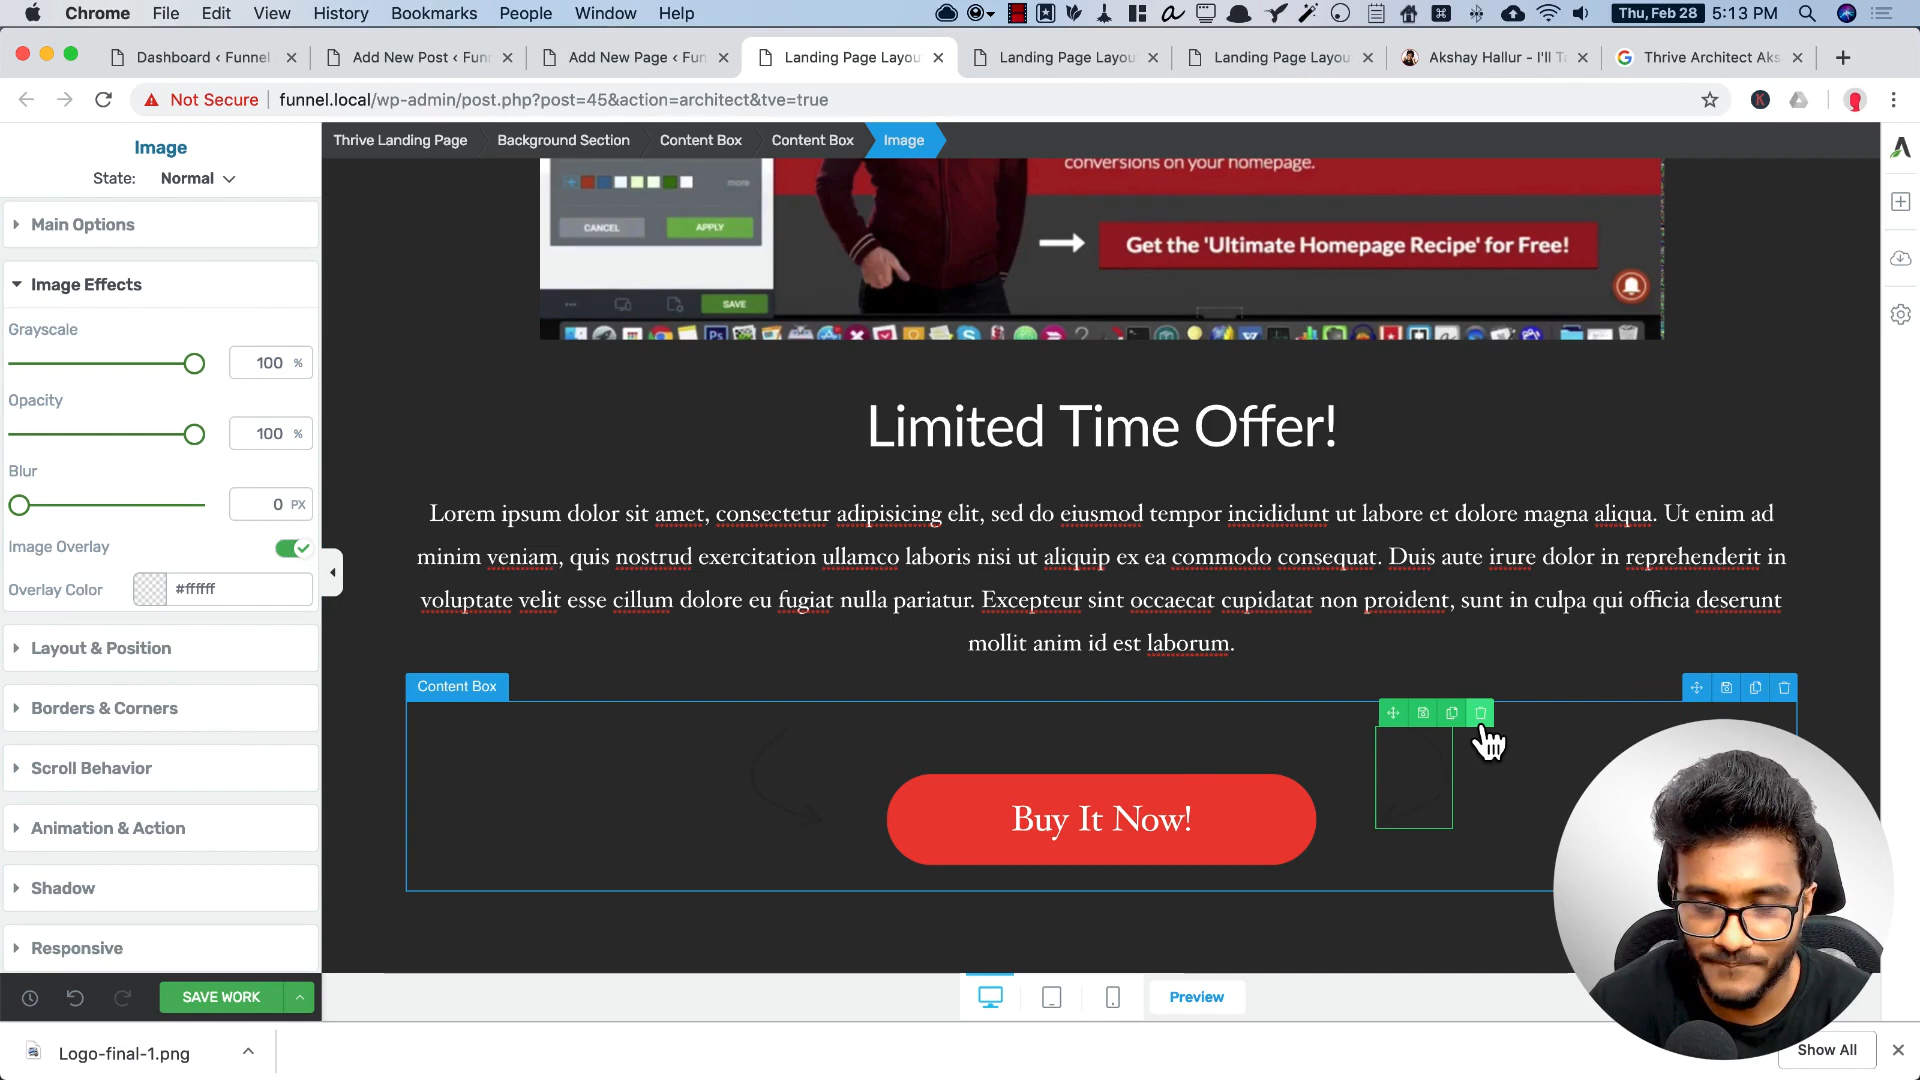 Chrome File Edit View History Bookmarks People Window Help Thu, Feb 28 5:13 PM
Dashboard ‹ Funnel Add New Post ‹ Funn Add New Page ‹ Fun Landing Page Layou Landing Page Layou Landing Page Layou Akshay Hallur - I'll Ta Thrive Architect Aks
Not Secure funnel.local/wp-admin/post.php?post=45&action=architect&tve=true
Image
State: Normal
Thrive Landing Page Background Section Content Box Content Box Image
conversions on your homepage.
more
CANCEL APPLY
Get the 'Ultimate Homepage Recipe' for Free!
SAVE
Main Options
Image Effects
Grayscale
100 %
Opacity
100 %
Blur
0 PX
Image Overlay
Overlay Color #ffffff
Layout & Position
Borders & Corners
Scroll Behavior
Animation & Action
Shadow
Responsive
SAVE WORK
Limited Time Offer!
Lorem ipsum dolor sit amet, consectetur adipisicing elit, sed do eiusmod tempor incididunt ut labore et dolore magna aliqua. Ut enim ad
minim veniam, quis nostrud exercitation ullamco laboris nisi ut aliquip ex ea commodo consequat. Duis aute irure dolor in reprehenderit in
voluptate velit esse cillum dolore eu fugiat nulla pariatur. Excepteur sint occaecat cupidatat non proident, sunt in culpa qui officia deserunt
mollit anim id est laborum.
Content Box
Buy It Now!
Preview
Logo-final-1.png
Show All